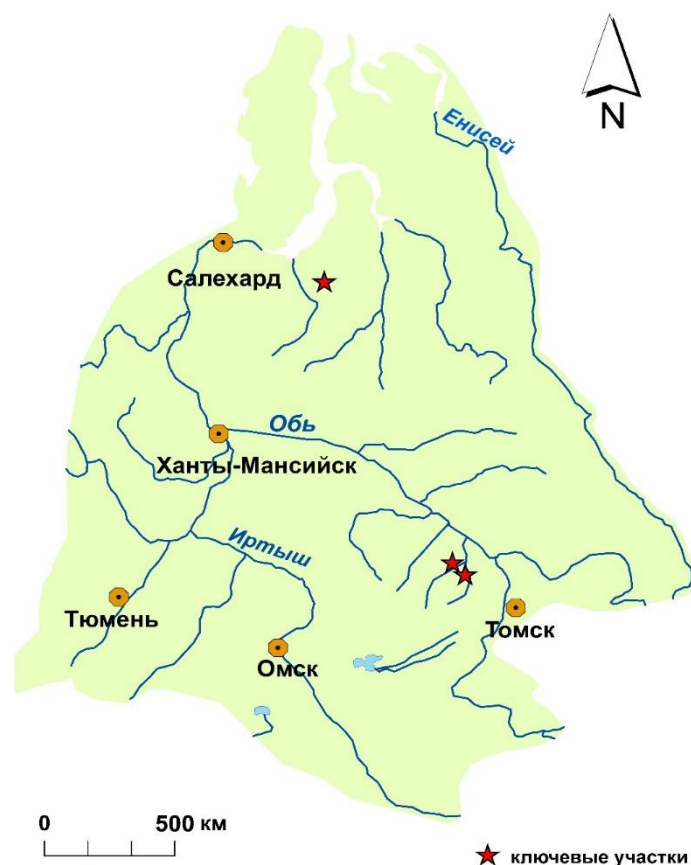 N
Енисей
Салехард
Обь
Ханты-Мансийск
Иртыш
Тюмень
Томск
Омск
0 500 км
ключевые участки